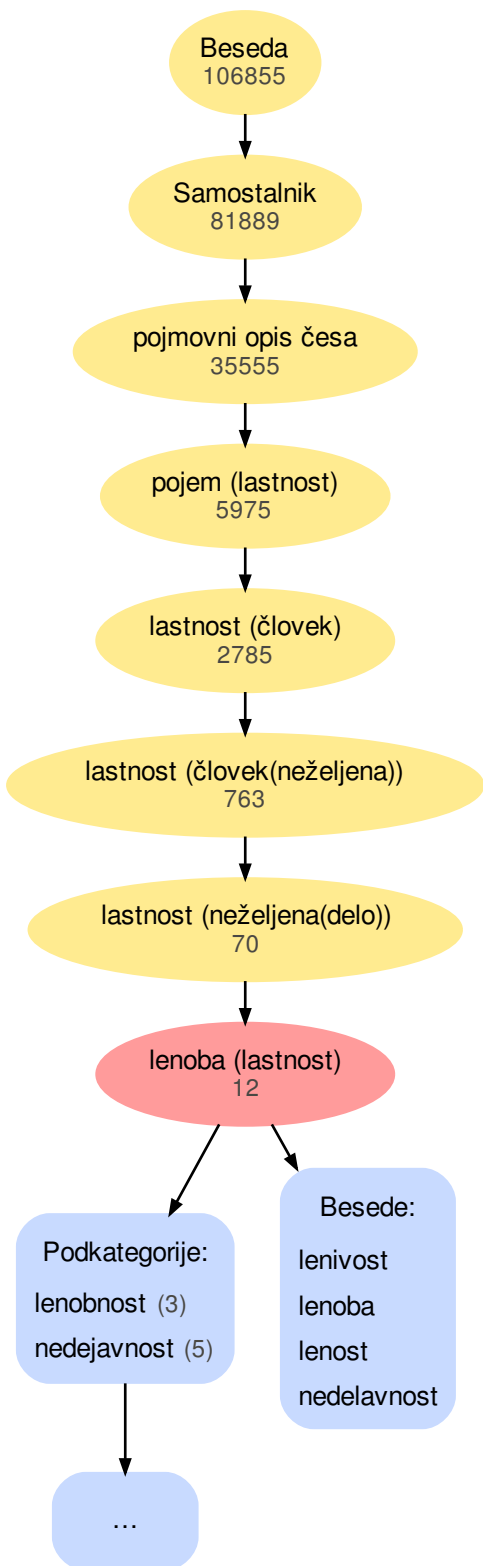 Beseda
106855
Samostalnik
81889
pojmovni opis česa
35555
pojem (lastnost)
5975
lastnost (človek)
2785
lastnost (človek(neželjena))
763
lastnost (neželjena(delo))
70
lenoba (lastnost)
12
Podkategorije:
lenobnost (3)
nedejavnost (5)
...
Besede:
lenivost
lenoba
lenost
nedelavnost